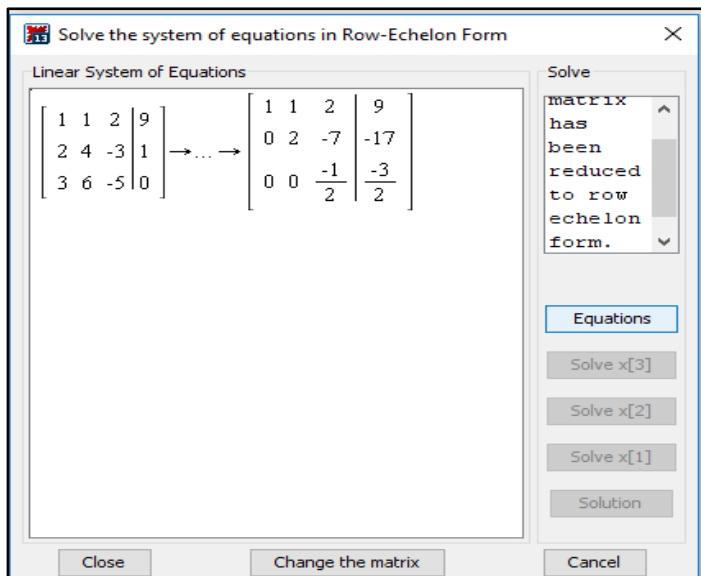 13 Solve the system of equations in Row-Echelon Form
Linear System of Equations
Solve
1 1 2 | 9
2 4 -3 | 1
3 6 -5 | 0
→...→
1 1 2 | 9
0 2 -7 | -17
0 0 -1/2 | -3/2
matrix
has
been
reduced
to row
echelon
form.
Equations
Solve x[3]
Solve x[2]
Solve x[1]
Solution
Close
Change the matrix
Cancel